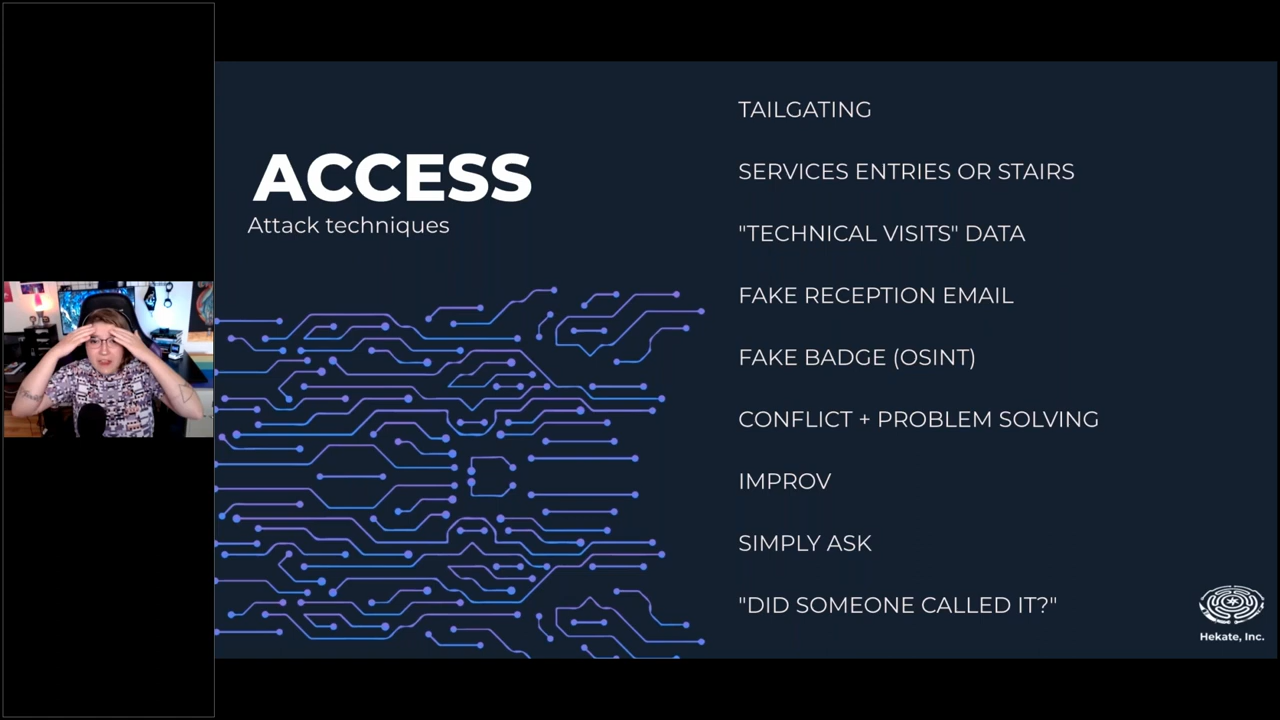 ACCESS
Attack techniques
TAILGATING
SERVICES ENTRIES OR STAIRS
"TECHNICAL VISITS" DATA
FAKE RECEPTION EMAIL
FAKE BADGE (OSINT)
CONFLICT + PROBLEM SOLVING
IMPROV
SIMPLY ASK
"DID SOMEONE CALLED IT?"
Hekate, Inc.